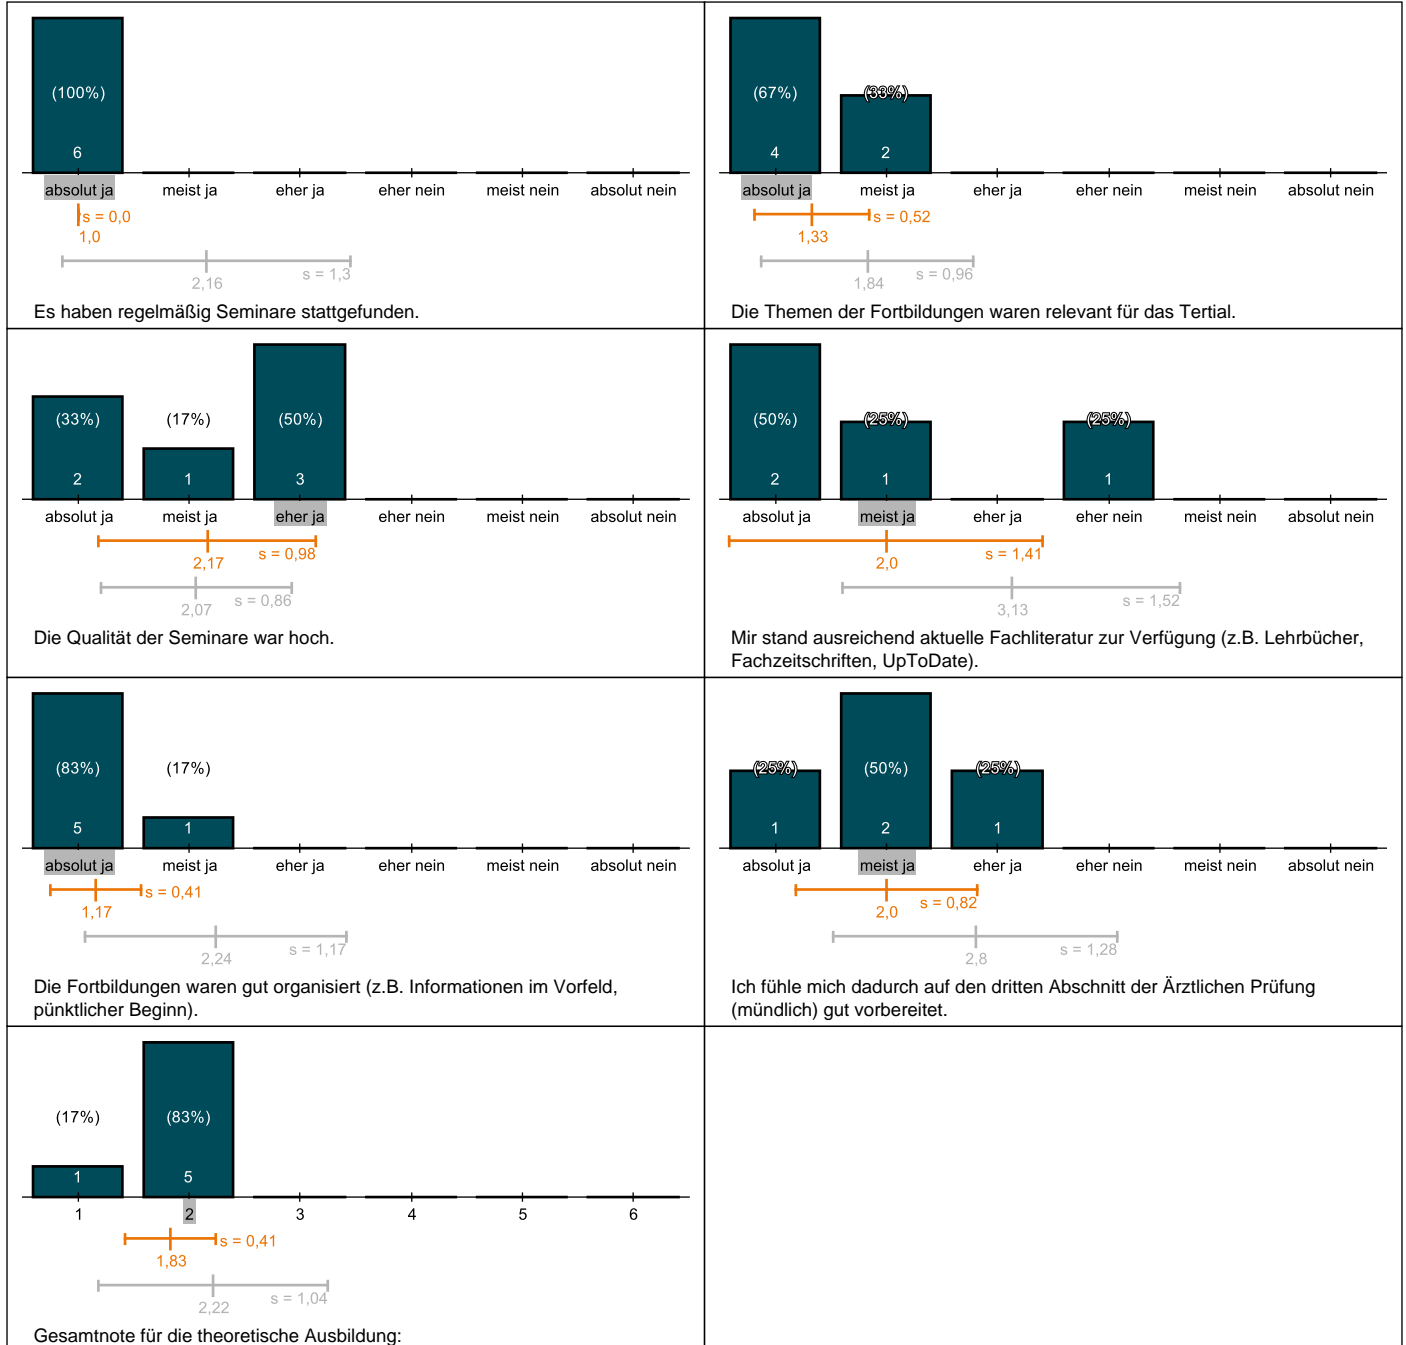 (100%)
6
absolut ja meist ja eher ja eher nein meist nein absolut nein
s = 0,0
1,0
s = 1,3
2,16
Es haben regelmäßig Seminare stattgefunden.
(67%) (33%)
4 2
absolut ja meist ja eher ja eher nein meist nein absolut nein
s = 0,52
1,33
s = 0,96
1,84
Die Themen der Fortbildungen waren relevant für das Tertial.
(33%) (17%) (50%)
2 1 3
absolut ja meist ja eher ja eher nein meist nein absolut nein
s = 0,98
2,17
s = 0,86
2,07
Die Qualität der Seminare war hoch.
(50%) (25%) (25%)
2 1 1
absolut ja meist ja eher ja eher nein meist nein absolut nein
s = 1,41
2,0
s = 1,52
3,13
Mir stand ausreichend aktuelle Fachliteratur zur Verfügung (z.B. Lehrbücher,
Fachzeitschriften, UpToDate).
(83%) (17%)
5 1
absolut ja meist ja eher ja eher nein meist nein absolut nein
s = 0,41
1,17
s = 1,17
2,24
Die Fortbildungen waren gut organisiert (z.B. Informationen im Vorfeld,
pünktlicher Beginn).
(25%) (50%) (25%)
1 2 1
absolut ja meist ja eher ja eher nein meist nein absolut nein
s = 0,82
2,0
s = 1,28
2,8
Ich fühle mich dadurch auf den dritten Abschnitt der Ärztlichen Prüfung
(mündlich) gut vorbereitet.
(17%) (83%)
1 5
1 2 3 4 5 6
s = 0,41
1,83
s = 1,04
2,22
Gesamtnote für die theoretische Ausbildung: